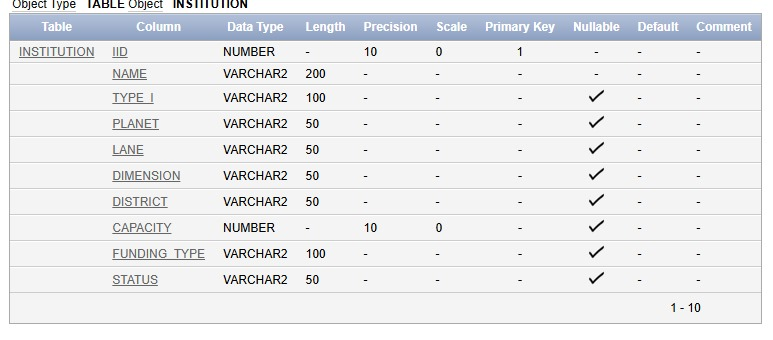 Object Type TABLE Object INSTITUTION
Table Column Data Type Length Precision Scale Primary Key Nullable Default Comment
INSTITUTION IID NUMBER - 10 0 1 - - -
NAME VARCHAR2 200 - - - - - -
TYPE_I VARCHAR2 100 - - - ✓ - -
PLANET VARCHAR2 50 - - - ✓ - -
LANE VARCHAR2 50 - - - ✓ - -
DIMENSION VARCHAR2 50 - - - ✓ - -
DISTRICT VARCHAR2 50 - - - ✓ - -
CAPACITY NUMBER - 10 0 - ✓ - -
FUNDING_TYPE VARCHAR2 100 - - - ✓ - -
STATUS VARCHAR2 50 - - - ✓ - -
1 - 10